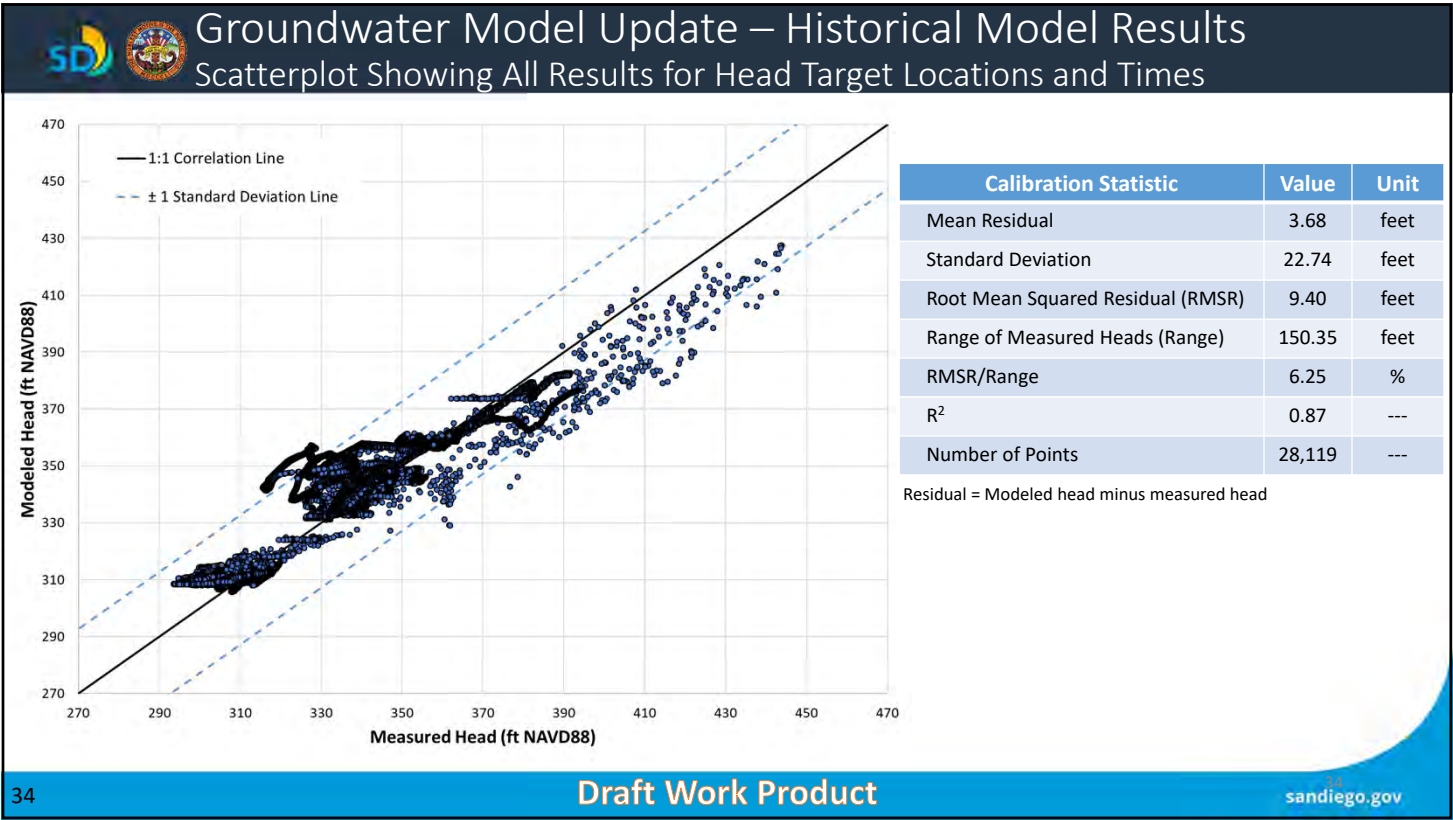 SD
Groundwater Model Update – Historical Model Results
Scatterplot Showing All Results for Head Target Locations and Times
470
450
430
410
390
370
350
330
310
290
270
Modeled Head (ft NAVD88)
1:1 Correlation Line
± 1 Standard Deviation Line
270 290 310 330 350 370 390 410 430 450 470
Measured Head (ft NAVD88)
Calibration Statistic Value Unit
Mean Residual 3.68 feet
Standard Deviation 22.74 feet
Root Mean Squared Residual (RMSR) 9.40 feet
Range of Measured Heads (Range) 150.35 feet
RMSR/Range 6.25 %
R² 0.87 ---
Number of Points 28,119 ---
Residual = Modeled head minus measured head
34 Draft Work Product 34
sandiego.gov